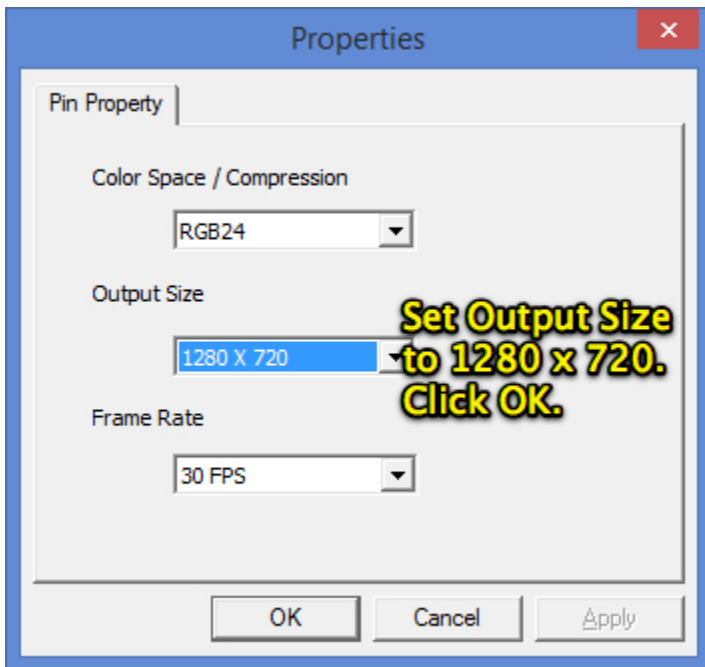 Properties
Pin Property
Color Space / Compression
RGB24
Output Size
1280 X 720
Set Output Size
to 1280 x 720.
Click OK.
Frame Rate
30 FPS
OK Cancel Apply